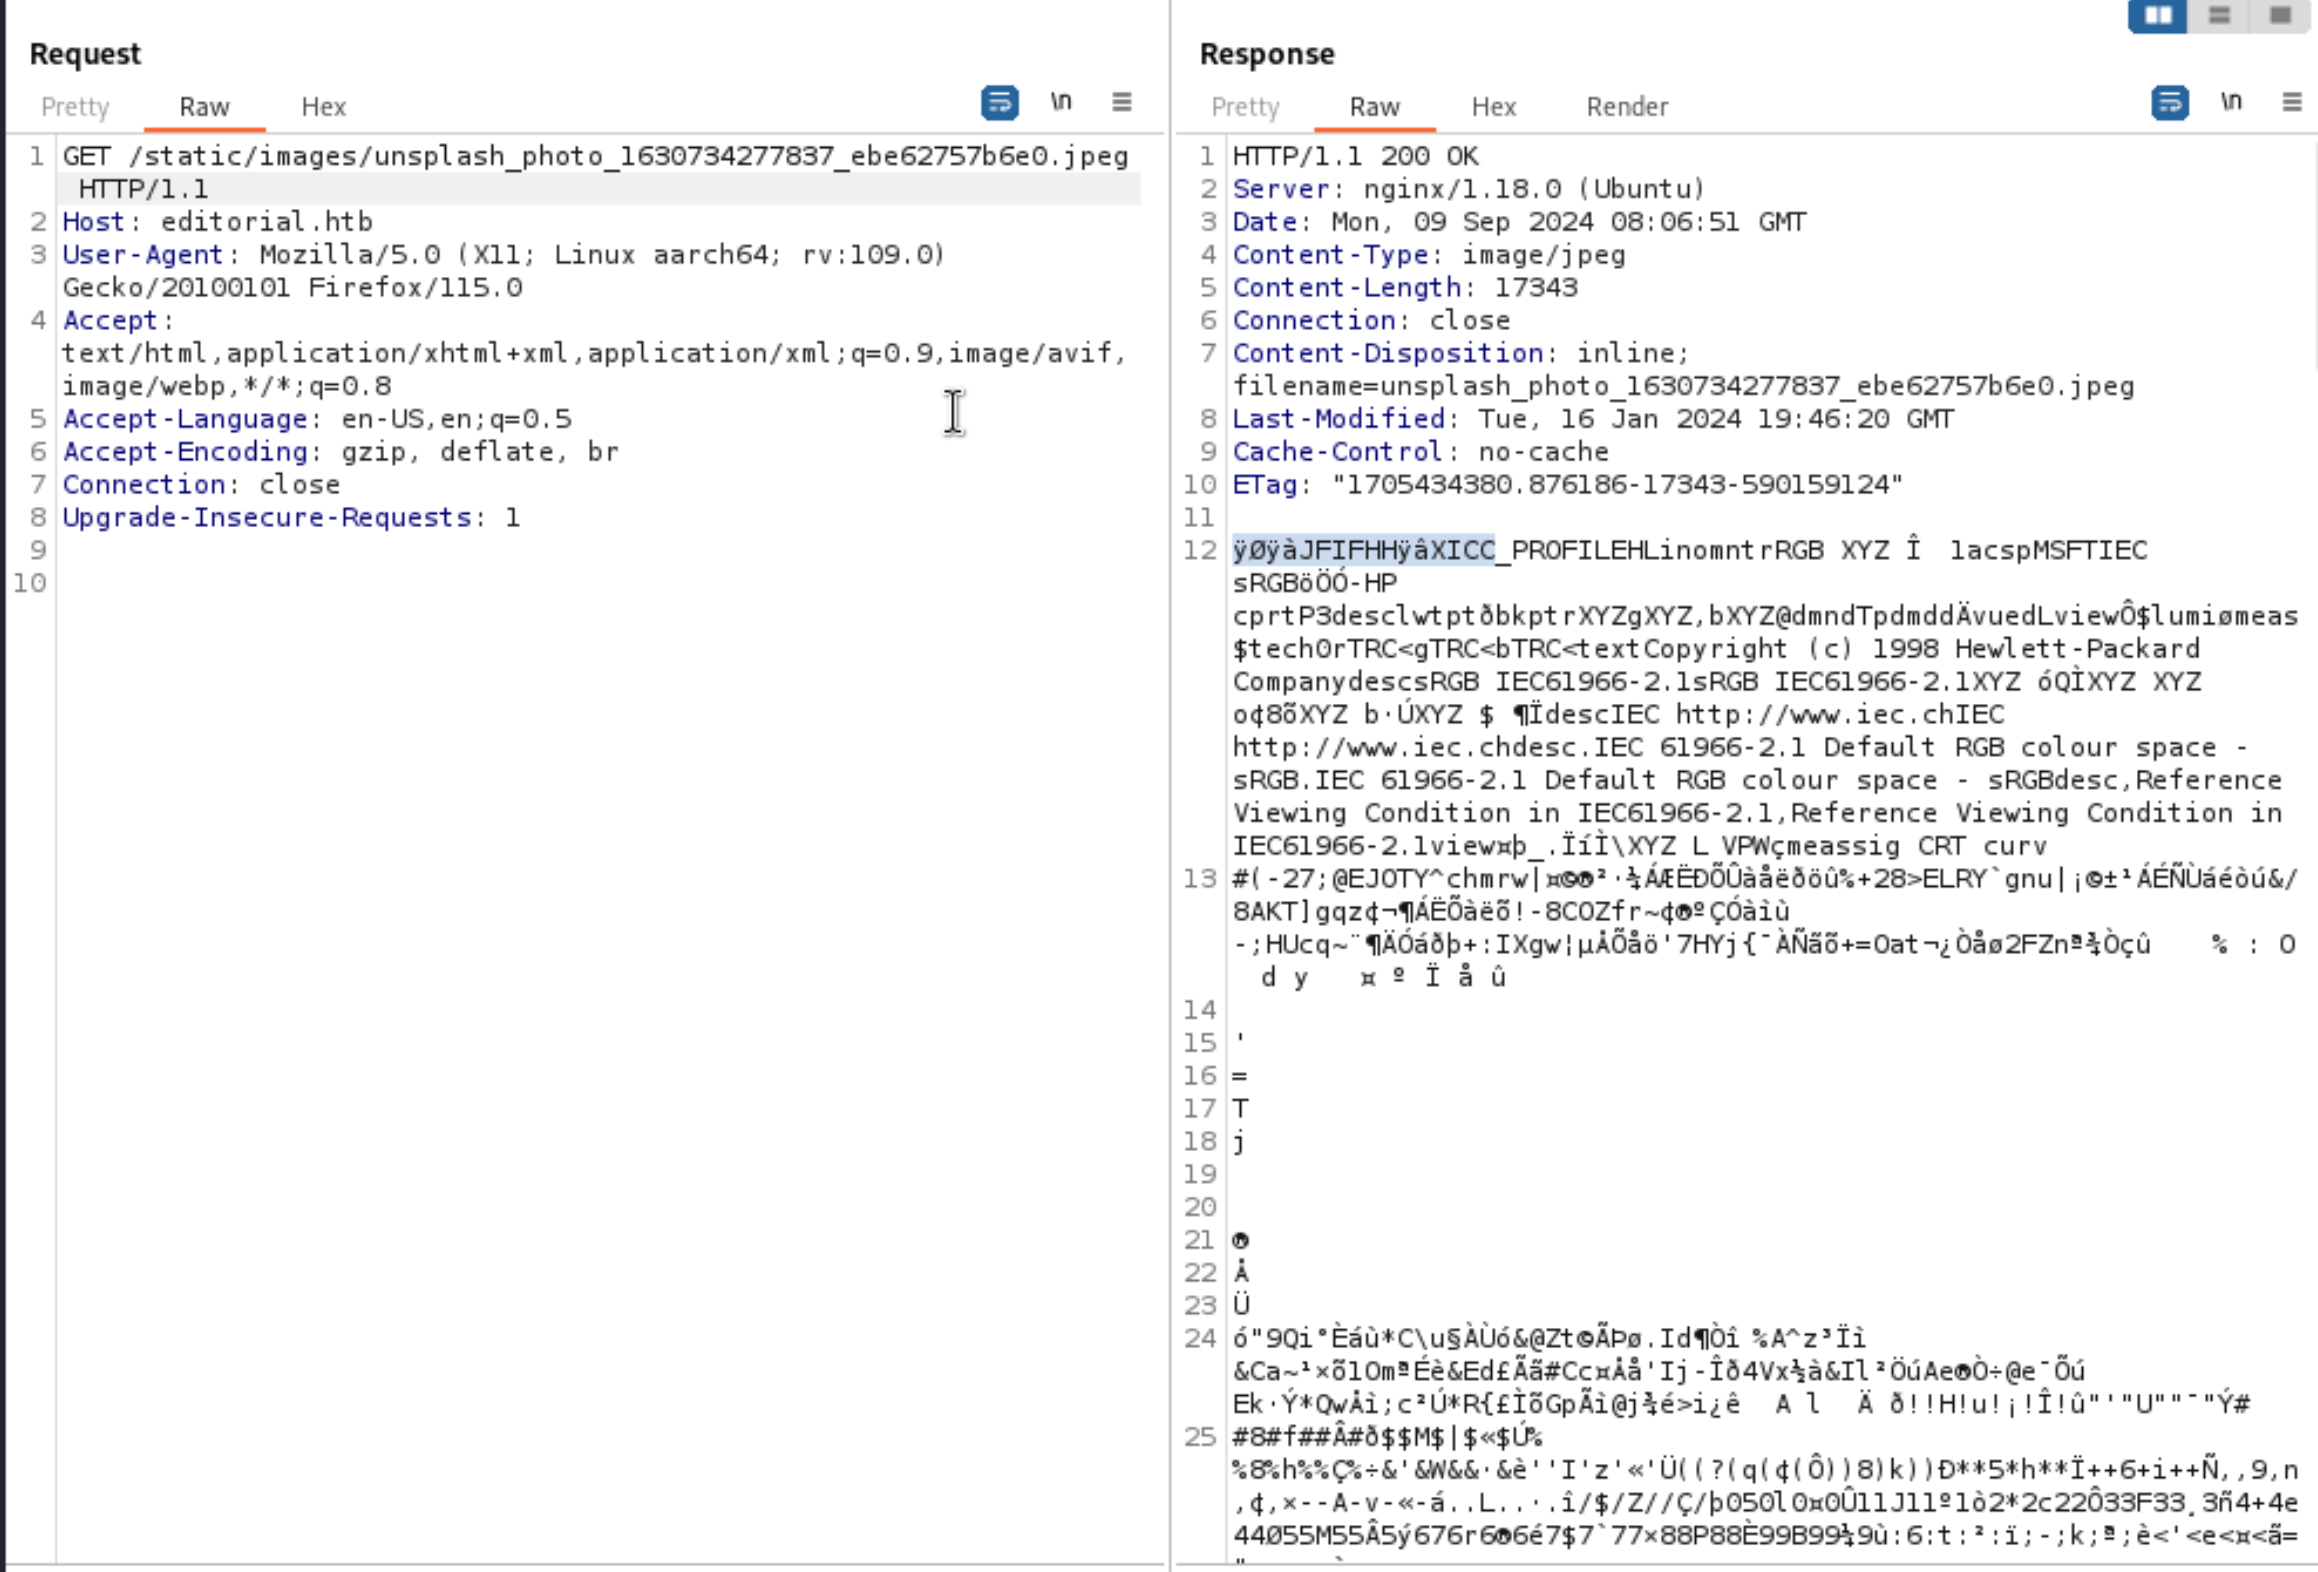 Request
Pretty Raw Hex \n
1 GET /static/images/unsplash_photo_1630734277837_ebe62757b6e0.jpeg
HTTP/1.1
2 Host: editorial.htb
3 User-Agent: Mozilla/5.0 (X11; Linux aarch64; rv:109.0)
Gecko/20100101 Firefox/115.0
4 Accept:
text/html,application/xhtml+xml,application/xml;q=0.9,image/avif,
image/webp,*/*;q=0.8
5 Accept-Language: en-US,en;q=0.5
6 Accept-Encoding: gzip, deflate, br
7 Connection: close
8 Upgrade-Insecure-Requests: 1
9
10
Response
Pretty Raw Hex Render \n
1 HTTP/1.1 200 OK
2 Server: nginx/1.18.0 (Ubuntu)
3 Date: Mon, 09 Sep 2024 08:06:51 GMT
4 Content-Type: image/jpeg
5 Content-Length: 17343
6 Connection: close
7 Content-Disposition: inline;
filename=unsplash_photo_1630734277837_ebe62757b6e0.jpeg
8 Last-Modified: Tue, 16 Jan 2024 19:46:20 GMT
9 Cache-Control: no-cache
10 ETag: "1705434380.876186-17343-590159124"
11
12 ÿØÿàJFIFHHÿâXICC_PROFILEHLinomntrRGB XYZ Î 1acspMSFTIEC
sRGBöÖÓ-HP
cprtP3desclwtptðbkptrXYZgXYZ,bXYZ@dmndTpdmddÄvuedLviewÔ$lumiømeas
$tech0rTRC<gTRC<bTRC<textCopyright (c) 1998 Hewlett-Packard
CompanydescsRGB IEC61966-2.1sRGB IEC61966-2.1XYZ óQÌXYZ XYZ
o¢8õXYZ b·ÚXYZ $ ¶ÏdescIEC http://www.iec.chIEC
http://www.iec.chdesc.IEC 61966-2.1 Default RGB colour space -
sRGB.IEC 61966-2.1 Default RGB colour space - sRGBdesc,Reference
Viewing Condition in IEC61966-2.1,Reference Viewing Condition in
IEC61966-2.1view¤þ_.ÏíÌ\XYZ L VPWçmeassig CRT curv
13 #(-27;@EJOTY^chmrw|¤©®²·¼ÁÆËÐÕÛàåëðöû%+28>ELRY`gnu|¡©±¹ÁÉÑÙáéòú&/
8AKT]gqz¢¬¶ÁËÕàëõ!-8COZfr~¢®ºÇÓàìù
-;HUcq~¨¶ÄÓáðþ+:IXgw¦µÅÕåö'7HYj{¯ÀÑãõ+=Oat¬¿Òåø2FZnª¾Òçû % : O
d y ¤ º Ï å û
14
15 '
16 =
17 T
18 j
19
20
21 ®
22 Å
23 Ü
24 ó"9Qi°Èáù*C\u§ÀÙó&@Zt©ÃÞø.Id¶Òî %A^z³Ïì
&Ca~¹×õ1OmªÉè&Ed£Ãã#Cc¤Åå'Ij-Îð4Vx½à&Il²ÖúAe®Ò÷@e¯Õú
Ek·Ý*QwÅì;c²Ú*R{£ÌõGpÃì@j¾é>i¿ê A l Ä ð!!H!u!¡!Î!û"'"U""¯"Ý#
25 #8#f##Â#ð$$M$|$«$Ú%
%8%h%%Ç%÷&'&W&&·&è''I'z'«'Ü((?(q(¢(Ô))8)k))Ð**5*h**Ï++6+i++Ñ,,9,n
,¢,×--A-v-«-á..L..·.î/$/Z//Ç/þ050l0¤0Û11J11º1ò2*2c22Ô33F33¸3ñ4+4e
44Ø55M55Â5ý676r6®6é7$7`77×88P88È99B99¼9ù:6:t:²:ï;-;k;ª;è<'<e<¤<ã=